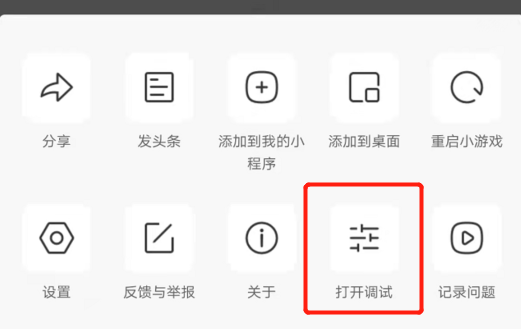 分享
发头条
添加到我的小
程序
添加到桌面
重启小游戏
设置
反馈与举报
关于
打开调试
记录问题